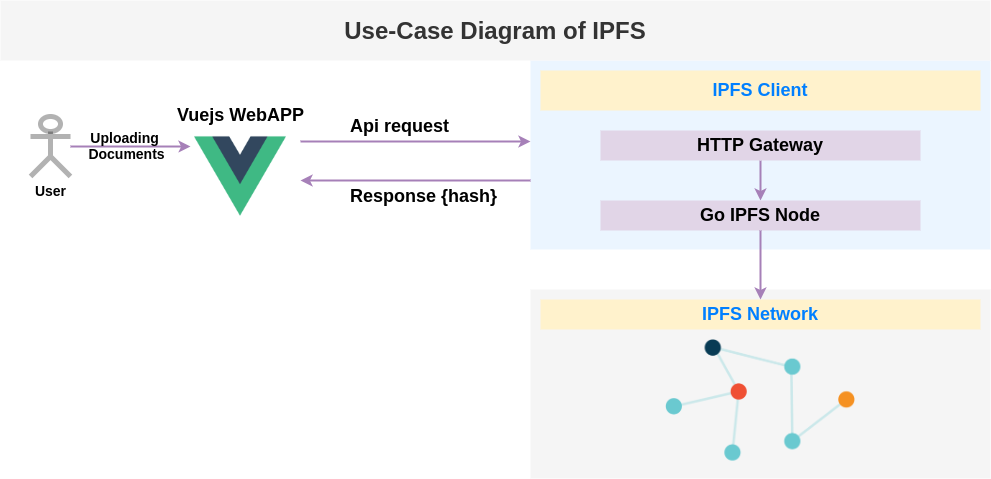 Use-Case Diagram of IPFS
IPFS Client
Vuejs WebAPP
Api request
Uploading
Documents
User
HTTP Gateway
Response {hash}
Go IPFS Node
IPFS Network